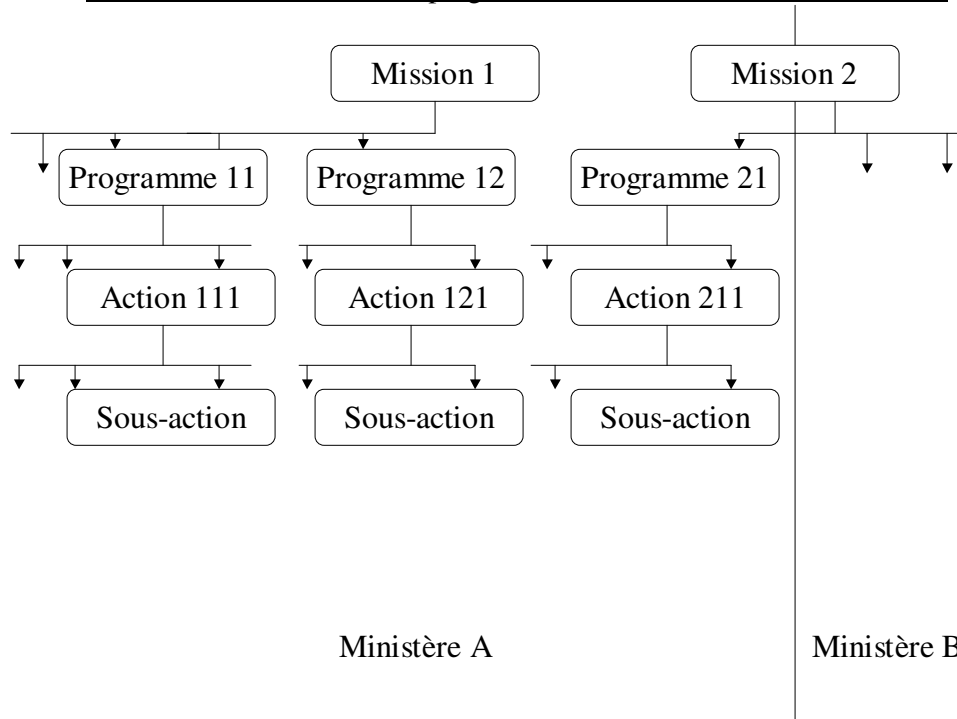 Mission 1 Mission 2
Programme 11 Programme 12 Programme 21
Action 111 Action 121 Action 211
Sous-action Sous-action Sous-action
Ministère A Ministère B